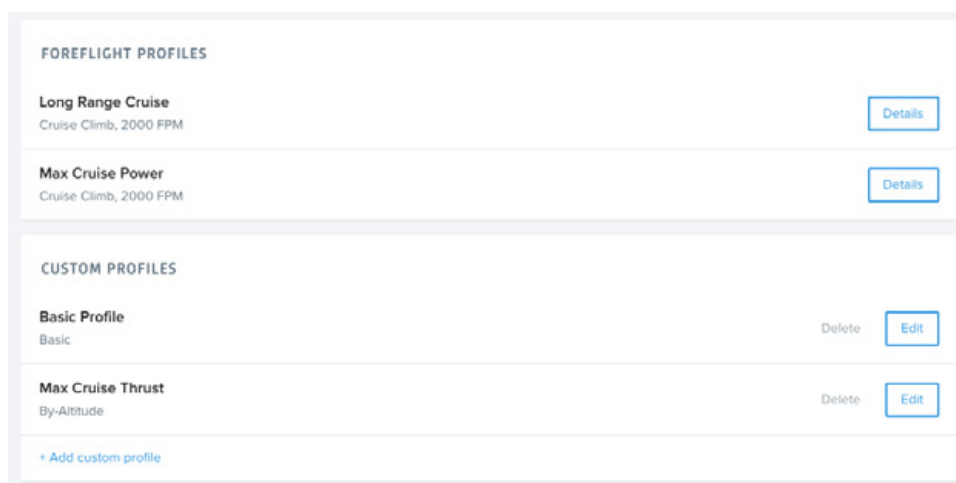 FOREFLIGHT PROFILES
Long Range Cruise
Cruise Climb, 2000 FPM
Details
Max Cruise Power
Cruise Climb, 2000 FPM
Details
CUSTOM PROFILES
Basic Profile
Basic
Delete Edit
Max Cruise Thrust
By-Altitude
Delete Edit
+ Add custom profile